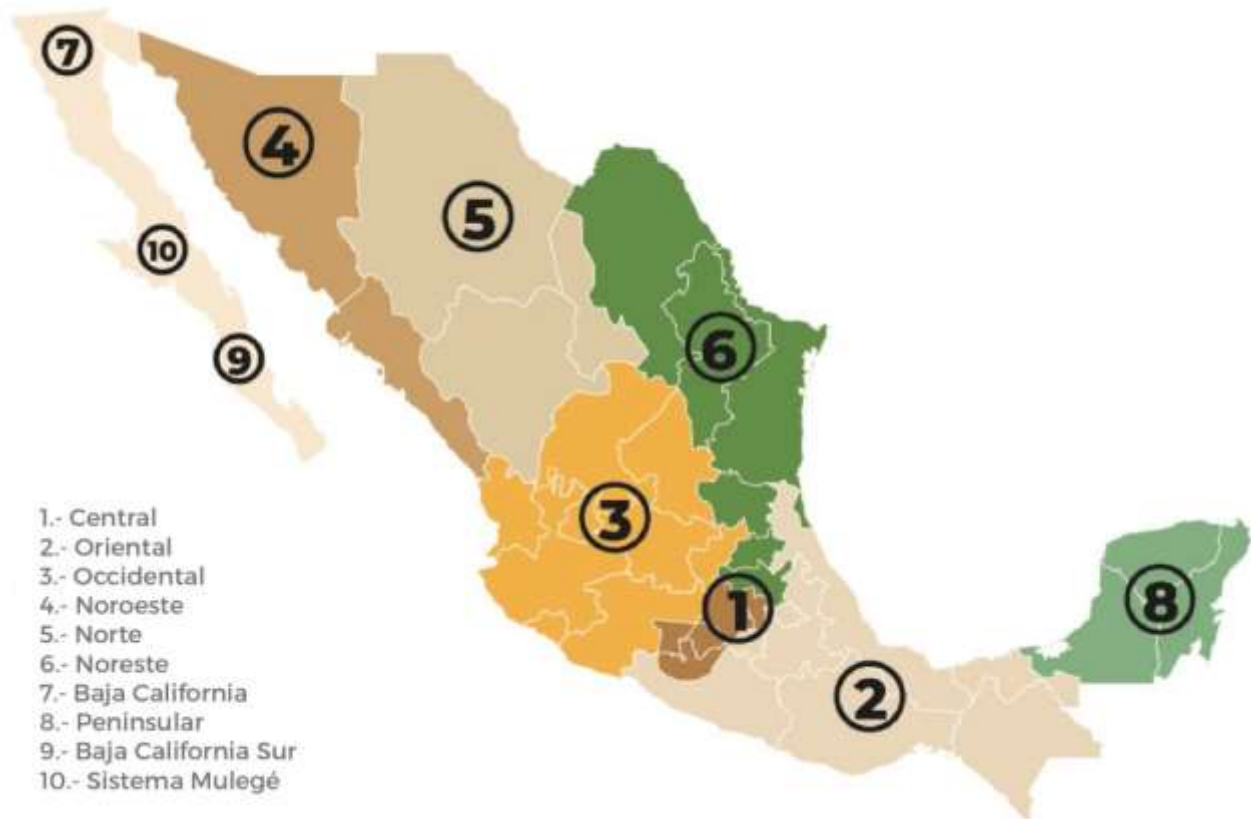 7
4
5
10
6
9
3
1
8
2
1.- Central
2.- Oriental
3.- Occidental
4.- Noroeste
5.- Norte
6.- Noreste
7.- Baja California
8.- Peninsular
9.- Baja California Sur
10.- Sistema Mulegé